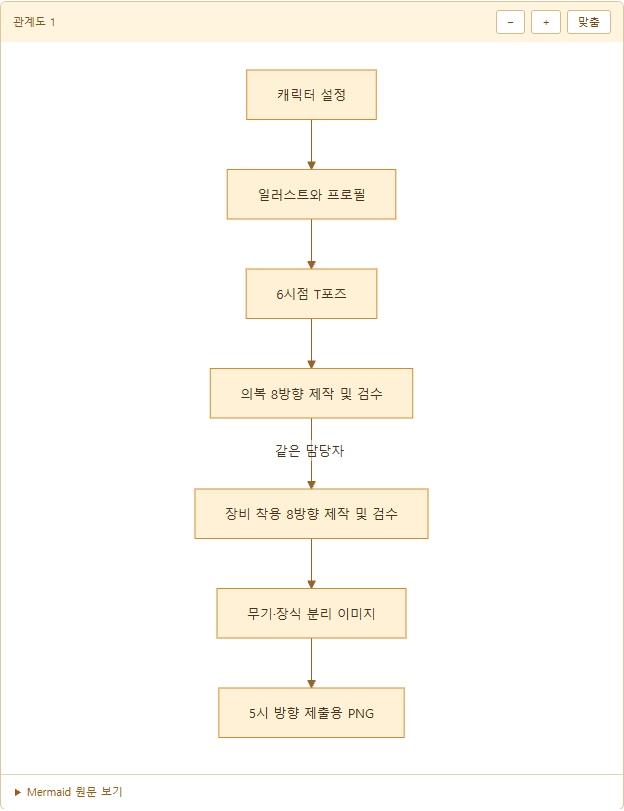 관계도 1
− + 맞춤
캐릭터 설정
일러스트와 프로필
6시점 T포즈
의복 8방향 제작 및 검수
같은 담당자
장비 착용 8방향 제작 및 검수
무기·장식 분리 이미지
5시 방향 제출용 PNG
▶ Mermaid 원문 보기